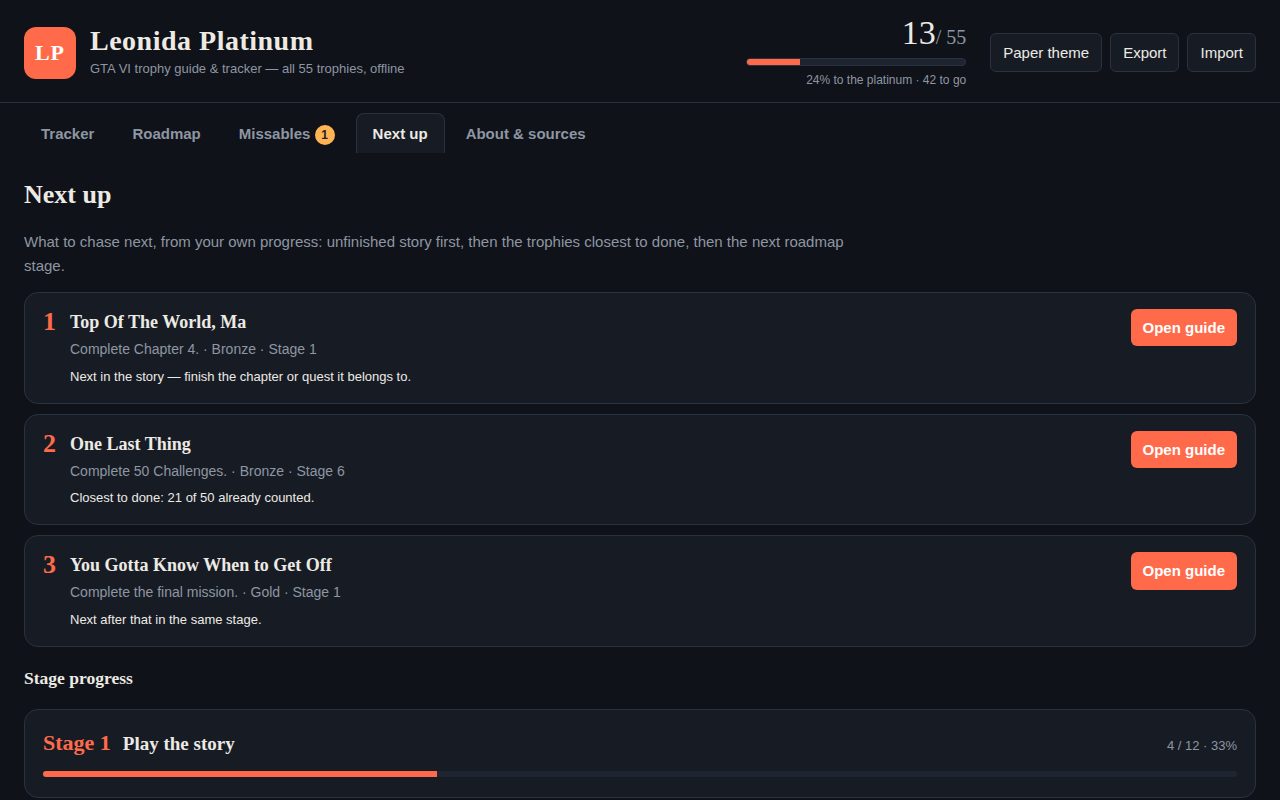 LP
Leonida Platinum
GTA VI trophy guide & tracker — all 55 trophies, offline
13/ 55
24% to the platinum · 42 to go
Paper theme
Export
Import
Tracker
Roadmap
Missables 1
Next up
About & sources
Next up
What to chase next, from your own progress: unfinished story first, then the trophies closest to done, then the next roadmap
stage.
1 Top Of The World, Ma
Complete Chapter 4. · Bronze · Stage 1
Next in the story — finish the chapter or quest it belongs to.
Open guide
2 One Last Thing
Complete 50 Challenges. · Bronze · Stage 6
Closest to done: 21 of 50 already counted.
Open guide
3 You Gotta Know When to Get Off
Complete the final mission. · Gold · Stage 1
Next after that in the same stage.
Open guide
Stage progress
Stage 1 Play the story
4 / 12 · 33%